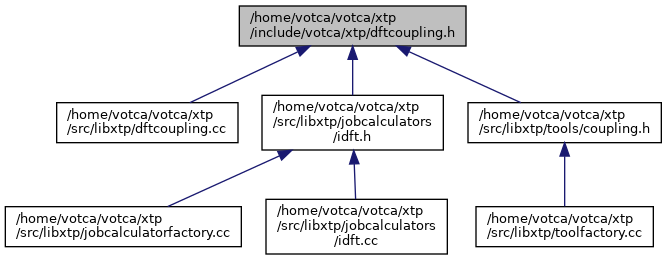 /home/votca/votca/xtp
/include/votca/xtp/dftcoupling.h
/home/votca/votca/xtp
/src/libxtp/dftcoupling.cc
/home/votca/votca/xtp
/src/libxtp/jobcalculators
/idft.h
/home/votca/votca/xtp
/src/libxtp/tools/coupling.h
/home/votca/votca/xtp
/src/libxtp/jobcalculatorfactory.cc
/home/votca/votca/xtp
/src/libxtp/jobcalculators
/idft.cc
/home/votca/votca/xtp
/src/libxtp/toolfactory.cc